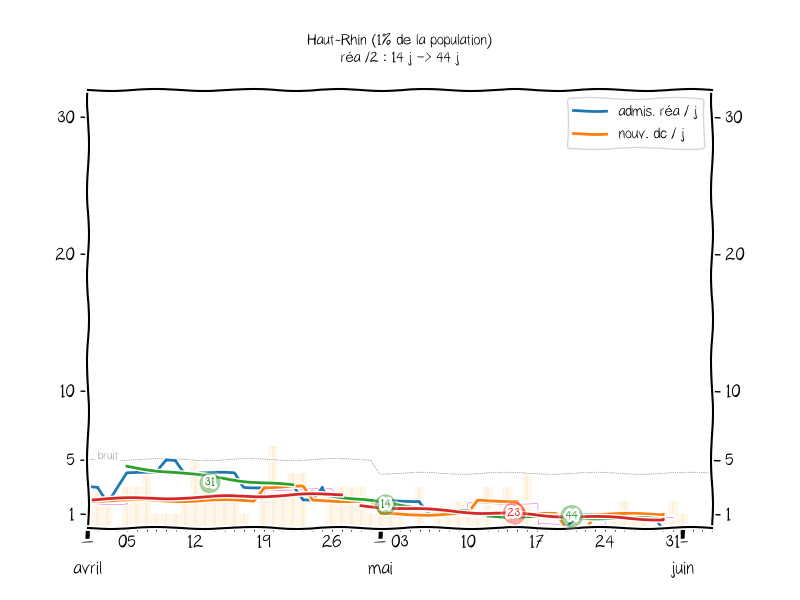 Haut-Rhin (1% de la population)
réa /2 : 14 j -> 44 j
admis. réa / j
nouv. dc / j
30
30
20
20
10
10
bruit
5
5
31
14
23
44
1
1
05
12
19
26
03
10
17
24
31
avril
mai
juin